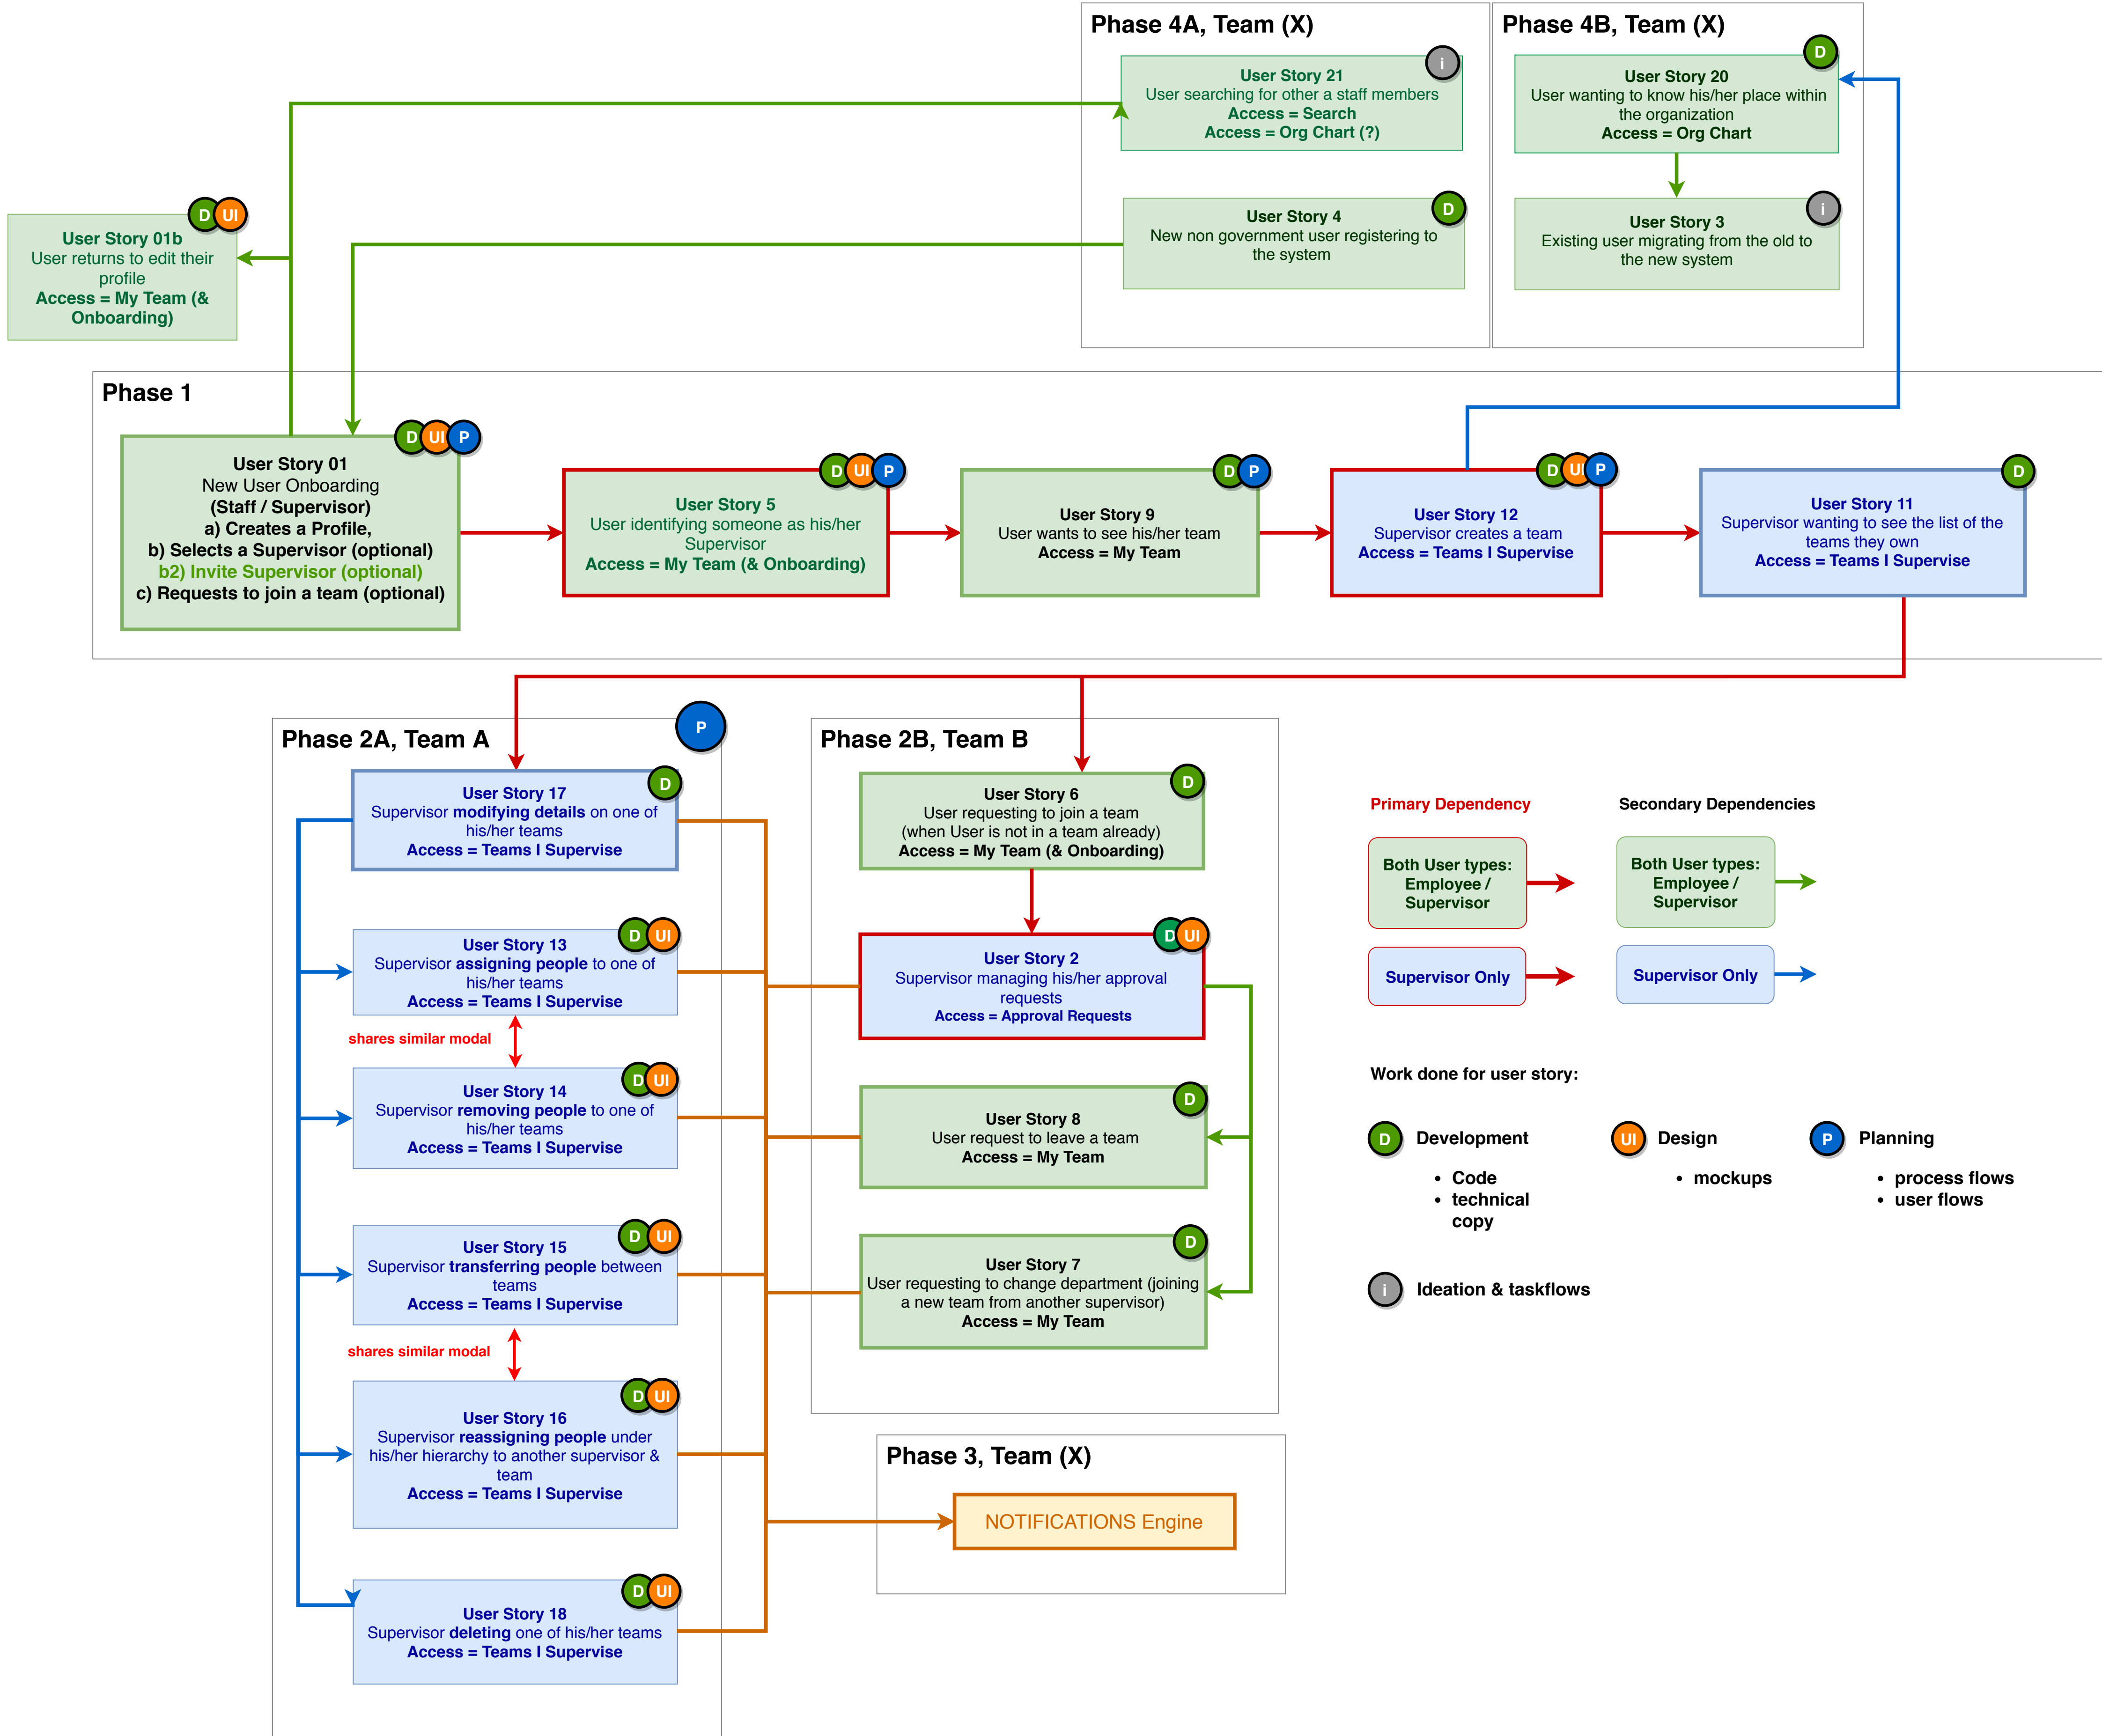 Phase 4A, Team (X)
i
User Story 21
User searching for other a staff members
Access = Search
Access = Org Chart (?)
D
User Story 4
New non government user registering to
the system
Phase 4B, Team (X)
D
User Story 20
User wanting to know his/her place within
the organization
Access = Org Chart
i
User Story 3
Existing user migrating from the old to
the new system
D UI
User Story 01b
User returns to edit their
profile
Access = My Team (&
Onboarding)
Phase 1
D UI P
User Story 01
New User Onboarding
(Staff / Supervisor)
a) Creates a Profile,
b) Selects a Supervisor (optional)
b2) Invite Supervisor (optional)
c) Requests to join a team (optional)
D UI P
User Story 5
User identifying someone as his/her
Supervisor
Access = My Team (& Onboarding)
D P
User Story 9
User wants to see his/her team
Access = My Team
D UI P
User Story 12
Supervisor creates a team
Access = Teams I Supervise
D
User Story 11
Supervisor wanting to see the list of the
teams they own
Access = Teams I Supervise
Phase 2A, Team A
P
D
User Story 17
Supervisor modifying details on one of
his/her teams
Access = Teams I Supervise
D UI
User Story 13
Supervisor assigning people to one of
his/her teams
Access = Teams I Supervise
shares similar modal
D UI
User Story 14
Supervisor removing people to one of
his/her teams
Access = Teams I Supervise
D UI
User Story 15
Supervisor transferring people between
teams
Access = Teams I Supervise
shares similar modal
D UI
User Story 16
Supervisor reassigning people under
his/her hierarchy to another supervisor &
team
Access = Teams I Supervise
D UI
User Story 18
Supervisor deleting one of his/her teams
Access = Teams I Supervise
Phase 2B, Team B
D
User Story 6
User requesting to join a team
(when User is not in a team already)
Access = My Team (& Onboarding)
D UI
User Story 2
Supervisor managing his/her approval
requests
Access = Approval Requests
D
User Story 8
User request to leave a team
Access = My Team
D
User Story 7
User requesting to change department (joining
a new team from another supervisor)
Access = My Team
Phase 3, Team (X)
NOTIFICATIONS Engine
Primary Dependency
Both User types:
Employee /
Supervisor
Supervisor Only
Secondary Dependencies
Both User types:
Employee /
Supervisor
Supervisor Only
Work done for user story:
D Development
• Code
• technical
copy
UI Design
• mockups
P Planning
• process flows
• user flows
i Ideation & taskflows